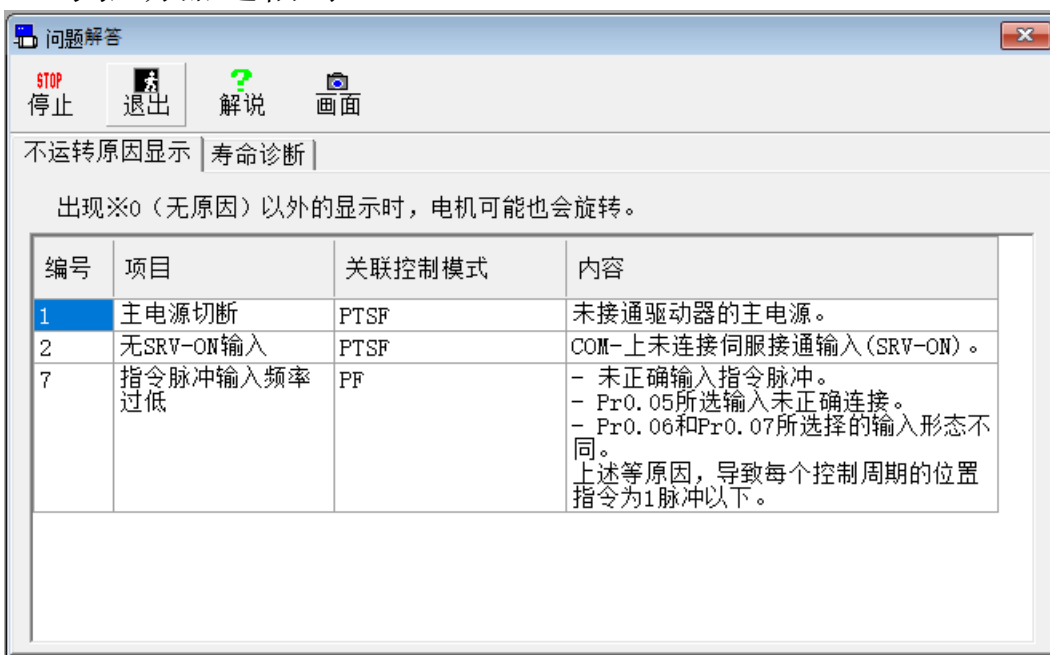 问题解答
STOP
停止 退出 解说 画面
不运转原因显示 寿命诊断
出现※0（无原因）以外的显示时，电机可能也会旋转。
编号 项目 关联控制模式 内容
1 主电源切断 PTSF 未接通驱动器的主电源。
2 无SRV-ON输入 PTSF COM-上未连接伺服接通输入(SRV-ON)。
7 指令脉冲输入频率过低 PF - 未正确输入指令脉冲。
- Pr0.05所选输入未正确连接。
- Pr0.06和Pr0.07所选择的输入形态不
同。
上述等原因，导致每个控制周期的位置
指令为1脉冲以下。